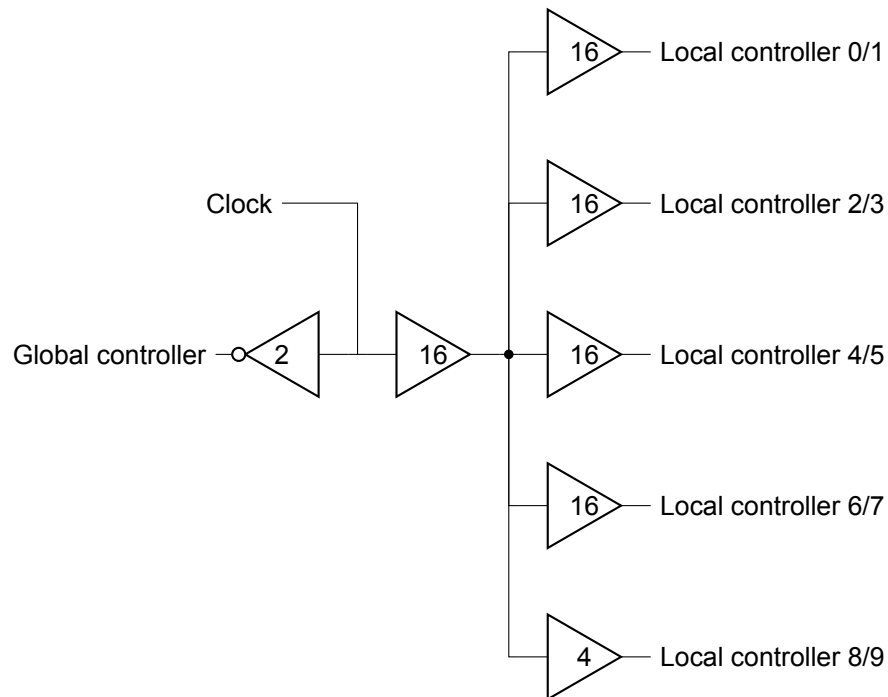 16 Local controller 0/1
Clock 16 Local controller 2/3
Global controller 2 16 16 Local controller 4/5
16 Local controller 6/7
4 Local controller 8/9